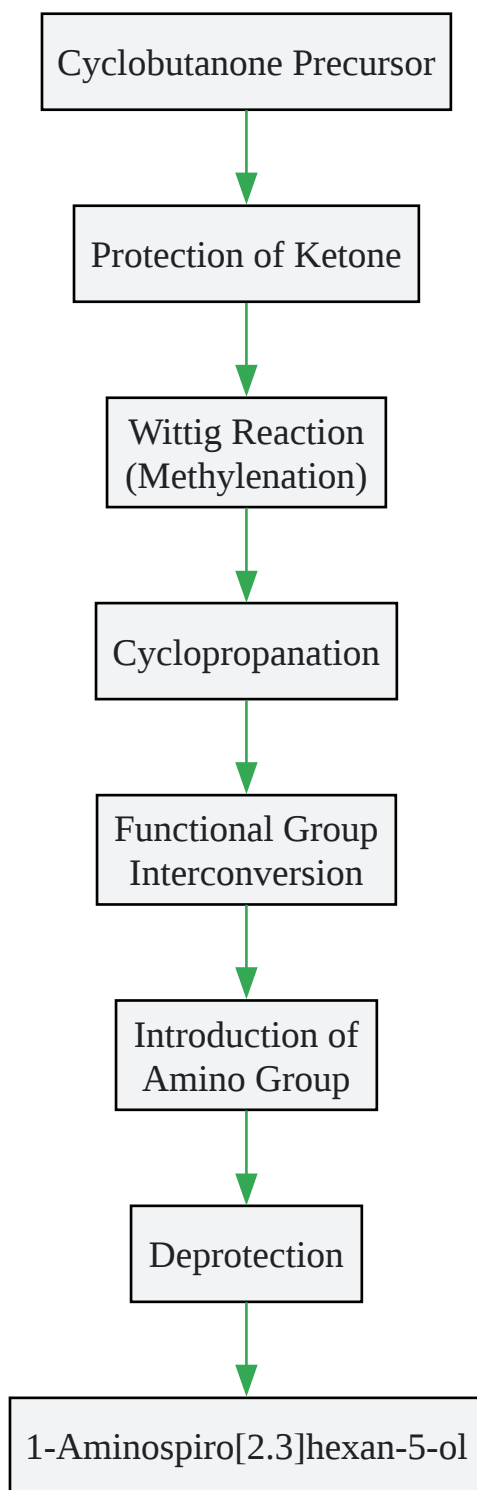 Cyclobutanone Precursor
Protection of Ketone
Wittig Reaction
(Methylenation)
Cyclopropanation
Functional Group
Interconversion
Introduction of
Amino Group
Deprotection
1-Aminospiro[2.3]hexan-5-ol